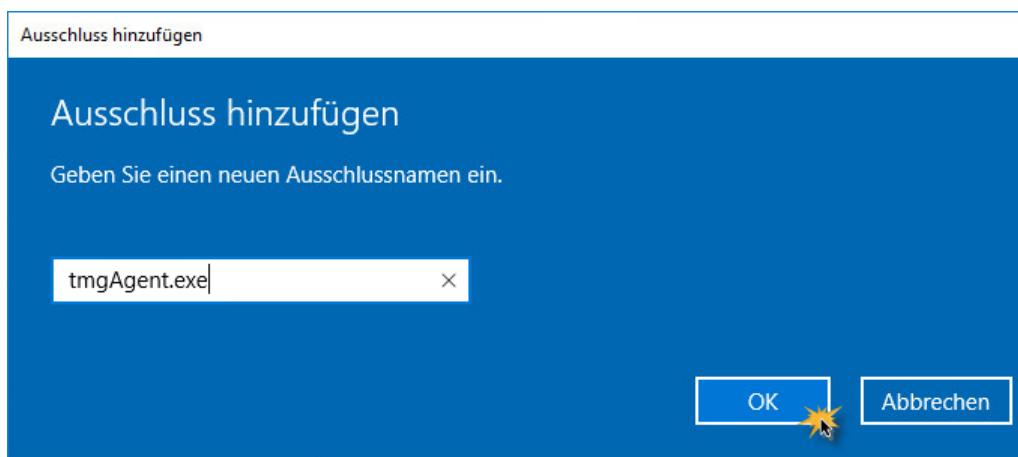 Ausschluss hinzufügen
Ausschluss hinzufügen
Geben Sie einen neuen Ausschlussnamen ein.
tmgAgent.exe
OK Abbrechen